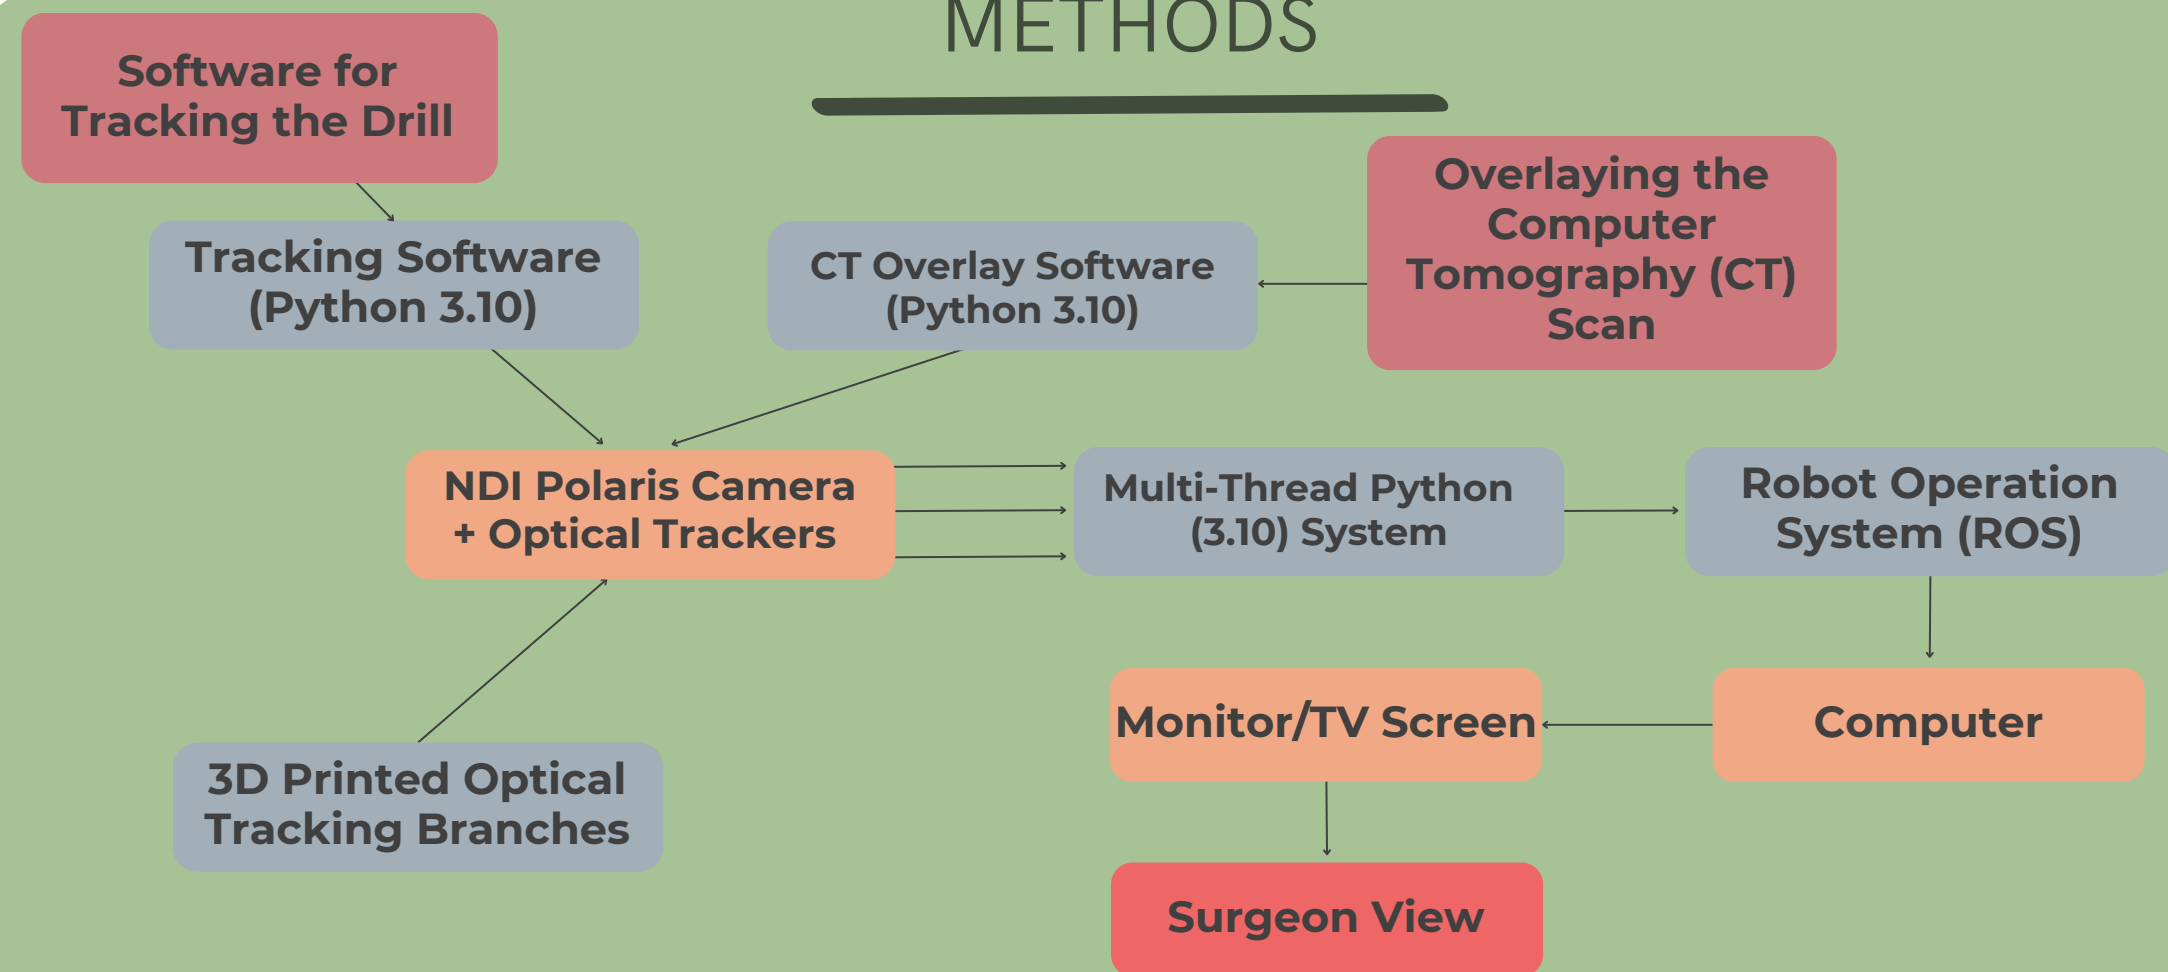 METHODS
Software for
Tracking the Drill
Overlaying the
Computer
Tomography (CT)
Scan
Tracking Software
(Python 3.10)
CT Overlay Software
(Python 3.10)
NDI Polaris Camera
+ Optical Trackers
Multi-Thread Python
(3.10) System
Robot Operation
System (ROS)
Monitor/TV Screen
Computer
3D Printed Optical
Tracking Branches
Surgeon View